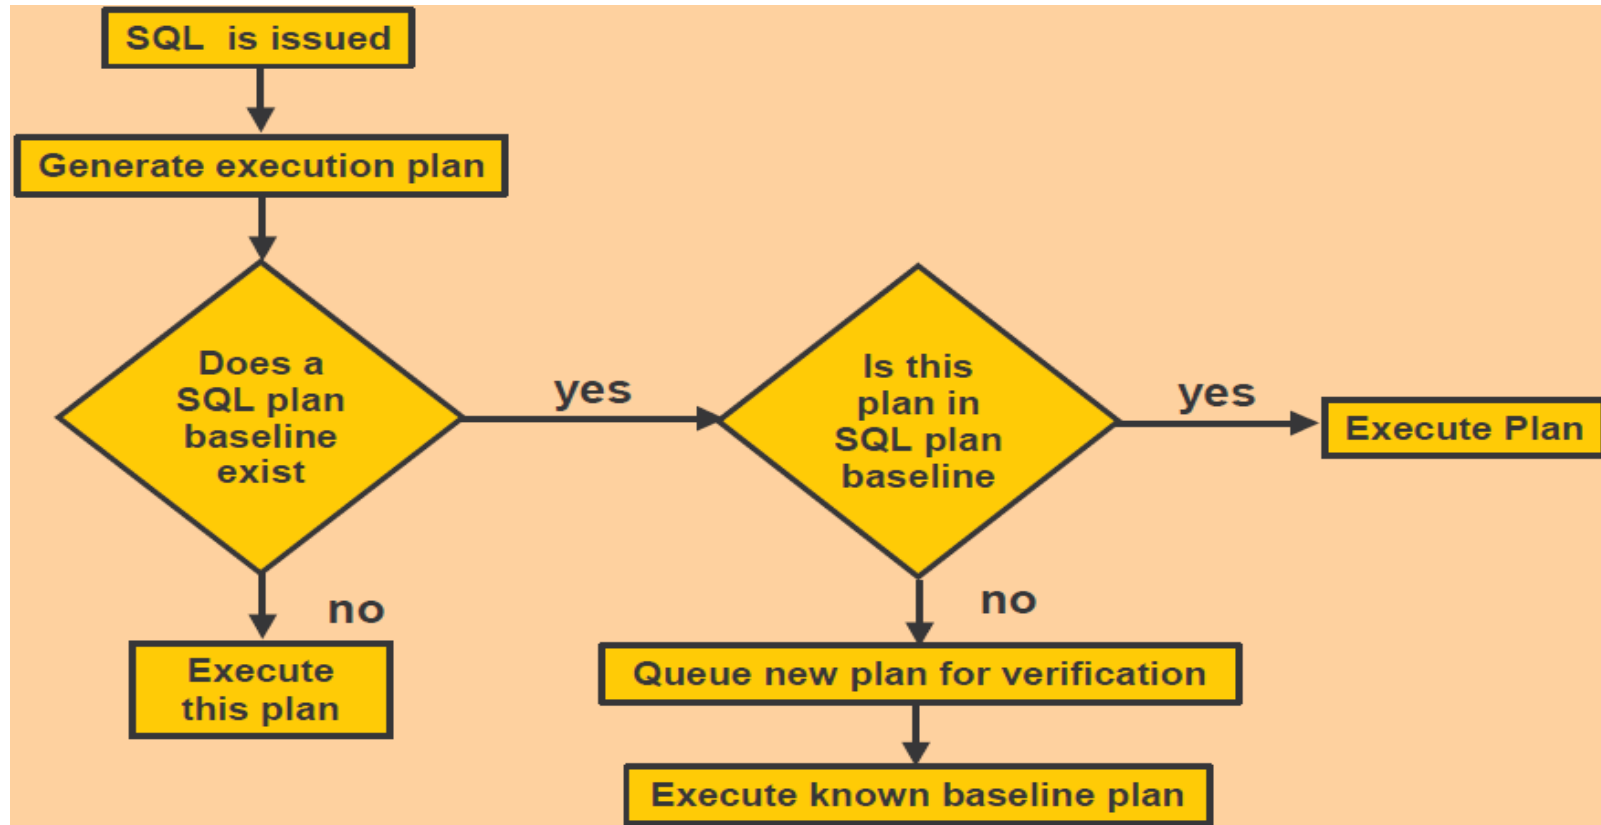 SQL is issued
Generate execution plan
Does a
SQL plan
baseline
exist
yes
Is this
plan in
SQL plan
baseline
yes
Execute Plan
no
Execute
this plan
no
Queue new plan for verification
Execute known baseline plan